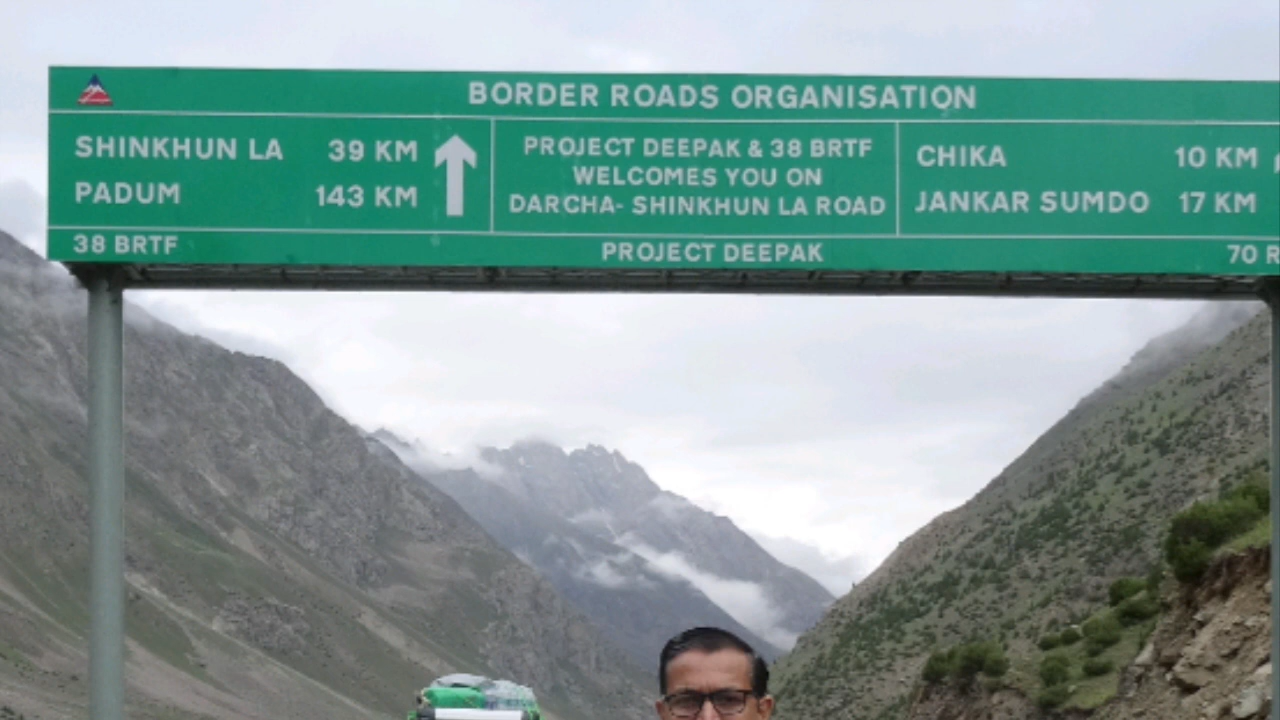 BORDER ROADS ORGANISATION
SHINKHUN LA 39 KM
PADUM 143 KM
PROJECT DEEPAK & 38 BRTF
WELCOMES YOU ON
DARCHA- SHINKHUN LA ROAD
CHIKA 10 KM
JANKAR SUMDO 17 KM
38 BRTF PROJECT DEEPAK 70 R